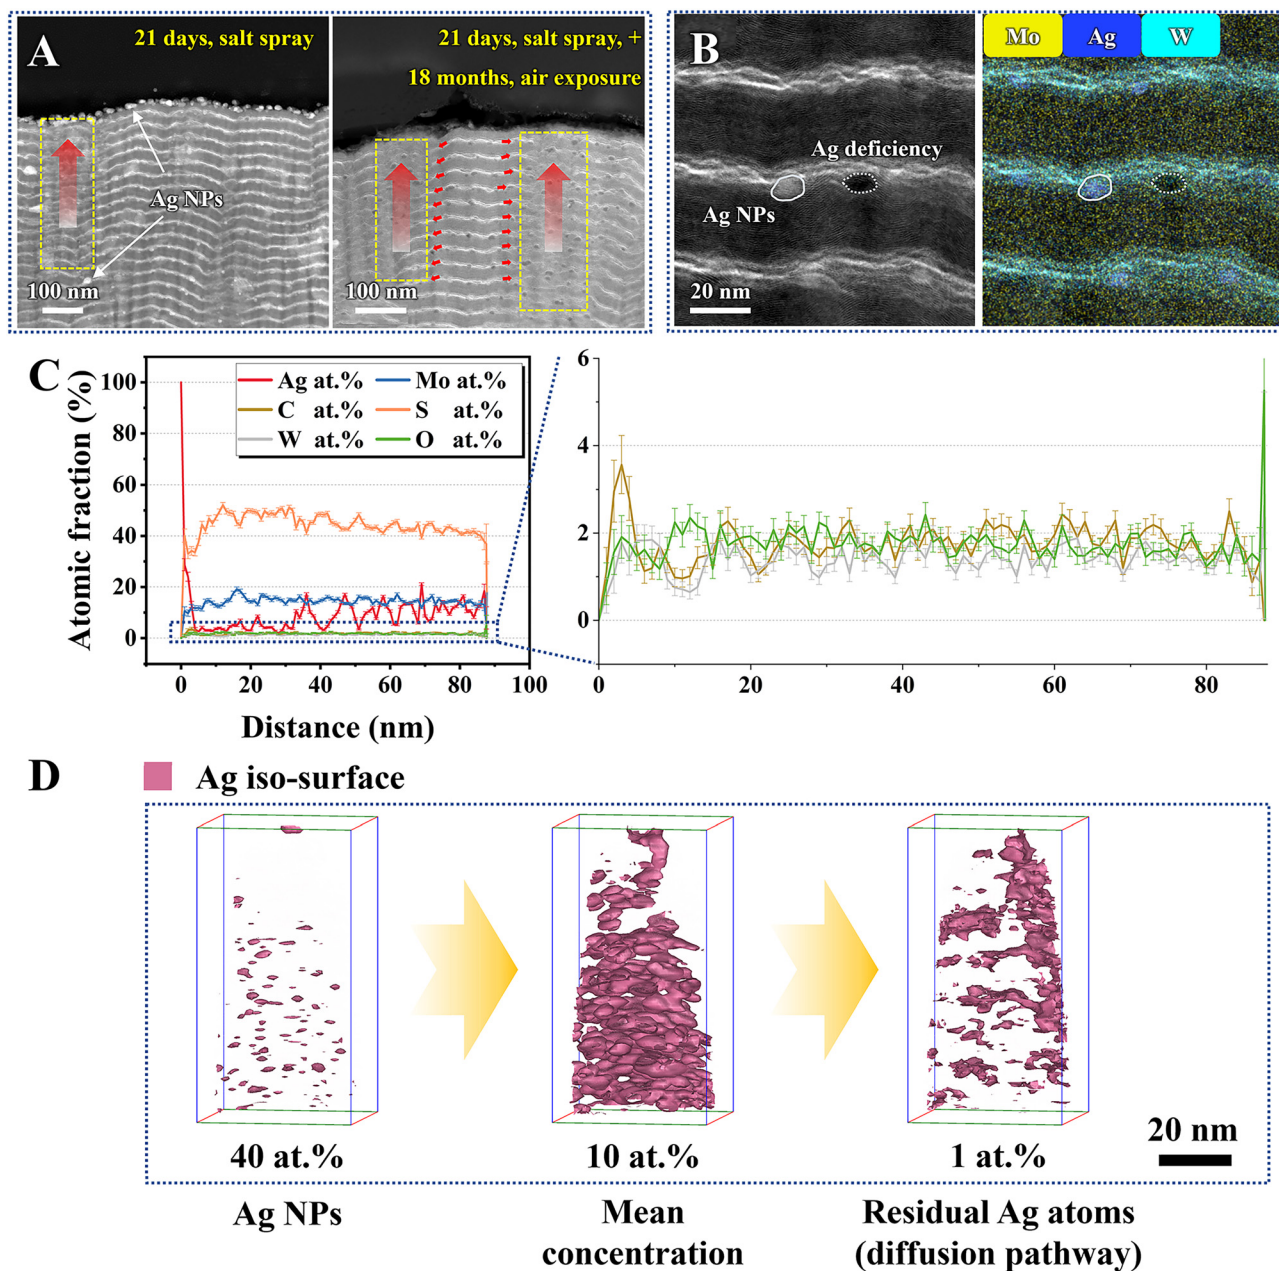 A
21 days, salt spray
Ag NPs
100 nm
21 days, salt spray, +
18 months, air exposure
100 nm
B
Ag deficiency
Ag NPs
20 nm
Mo Ag W
C
Atomic fraction (%)
100
80
60
40
20
0
Ag at.% Mo at.%
C at.% S at.%
W at.% O at.%
0 20 40 60 80 100
Distance (nm)
6
4
2
0
0 20 40 60 80
D
Ag iso-surface
40 at.% 10 at.% 1 at.%
20 nm
Ag NPs
Mean
concentration
Residual Ag atoms
(diffusion pathway)